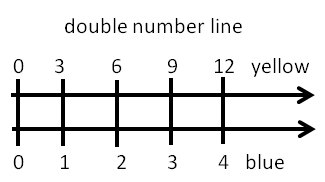 double number line
0 3 6 9 12 yellow
0 1 2 3 4 blue